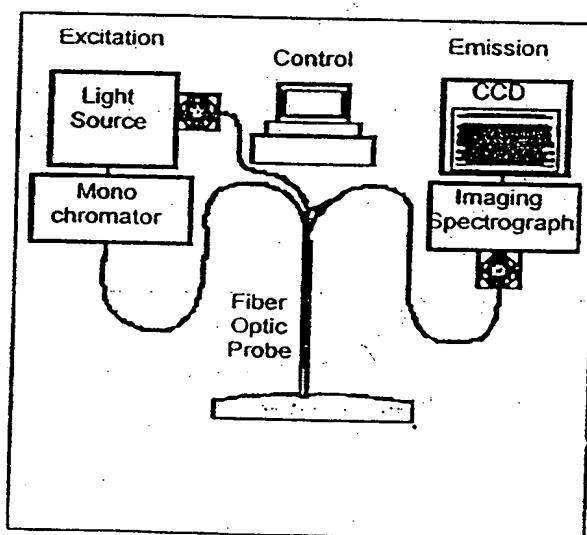 Excitation
Control
Emission
Light
Source
CCD
Mono
chromator
Imaging
Spectrograph
Fiber
Optic
Probe